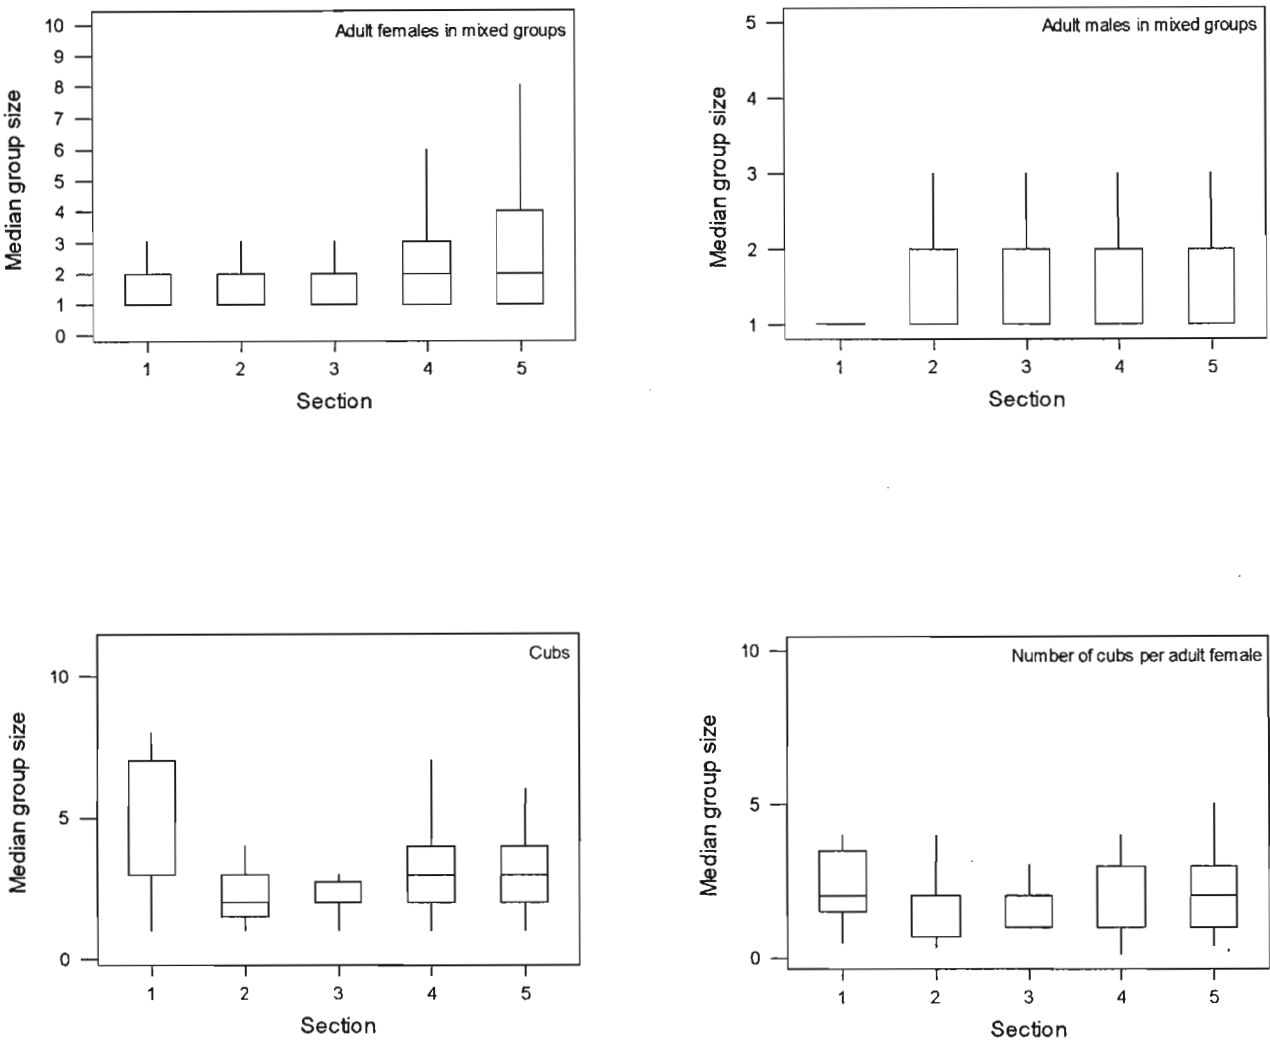 Adult females in mixed groups
Median group size
10
9
8
7
6
5
4
3
2
1
0
1 2 3 4 5
Section
Adult males in mixed groups
Median group size
5
4
3
2
1
1 2 3 4 5
Section
Cubs
Median group size
10
5
0
1 2 3 4 5
Section
Number of cubs per adult female
Median group size
10
5
0
1 2 3 4 5
Section